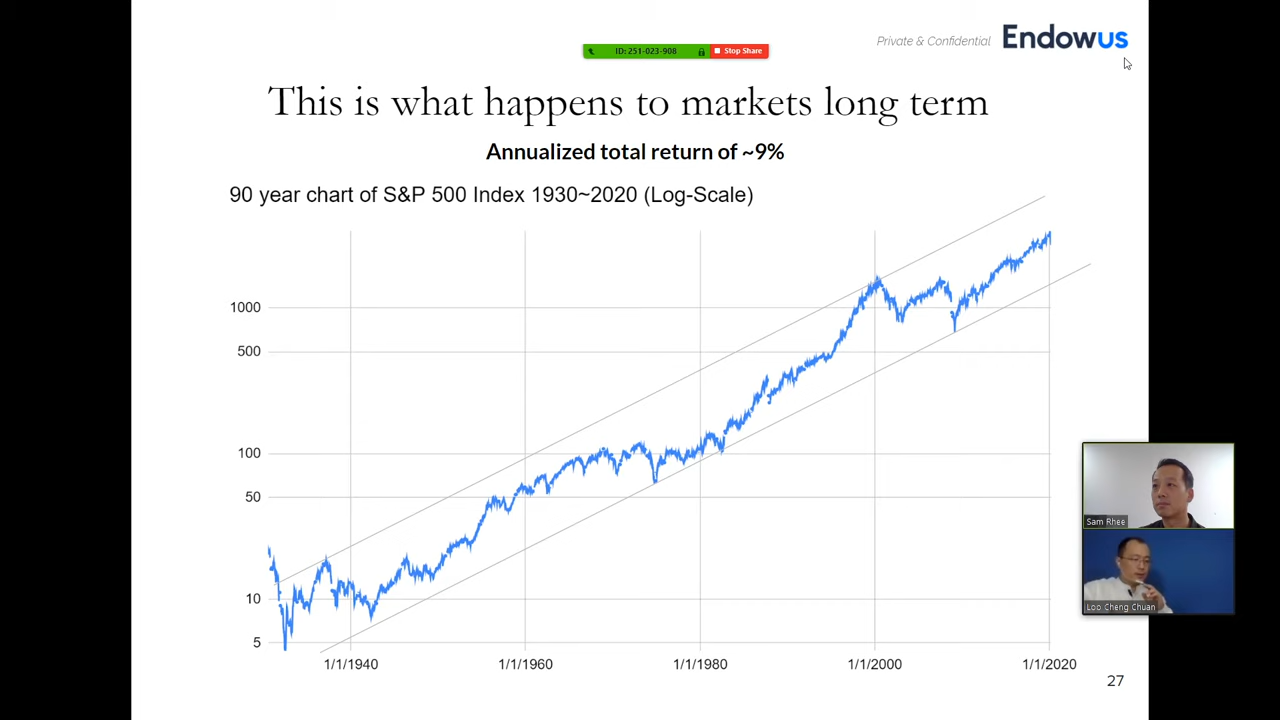 Private & Confidential Endowus
ID: 251-023-908 Stop Share
This is what happens to markets long term
Annualized total return of ~9%
90 year chart of S&P 500 Index 1930~2020 (Log-Scale)
1000
500
100
50
10
5
1/1/1940 1/1/1960 1/1/1980 1/1/2000 1/1/2020
Sam Rhee
Loo Cheng Chuan
27